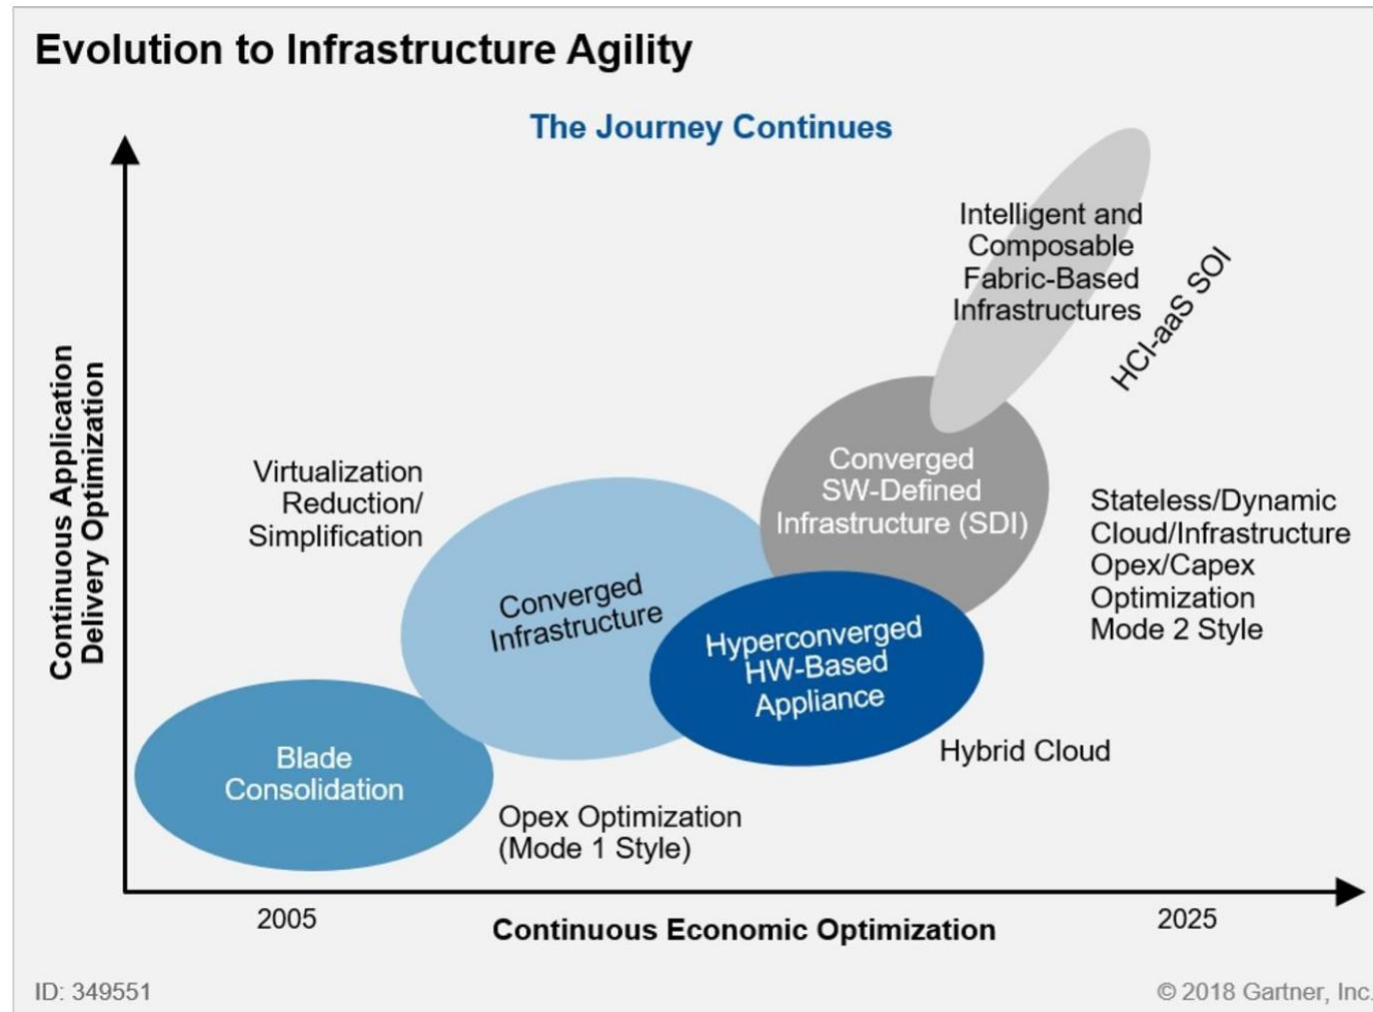 Evolution to Infrastructure Agility
The Journey Continues
Continuous Application
Delivery Optimization
Intelligent and
Composable
Fabric-Based
Infrastructures
HCI-aaS SOI
Virtualization
Reduction/
Simplification
Converged
SW-Defined
Infrastructure (SDI)
Stateless/Dynamic
Cloud/Infrastructure
Opex/Capex
Optimization
Mode 2 Style
Converged
Infrastructure
Hyperconverged
HW-Based
Appliance
Blade
Consolidation
Hybrid Cloud
Opex Optimization
(Mode 1 Style)
2005
Continuous Economic Optimization
2025
ID: 349551
© 2018 Gartner, Inc.